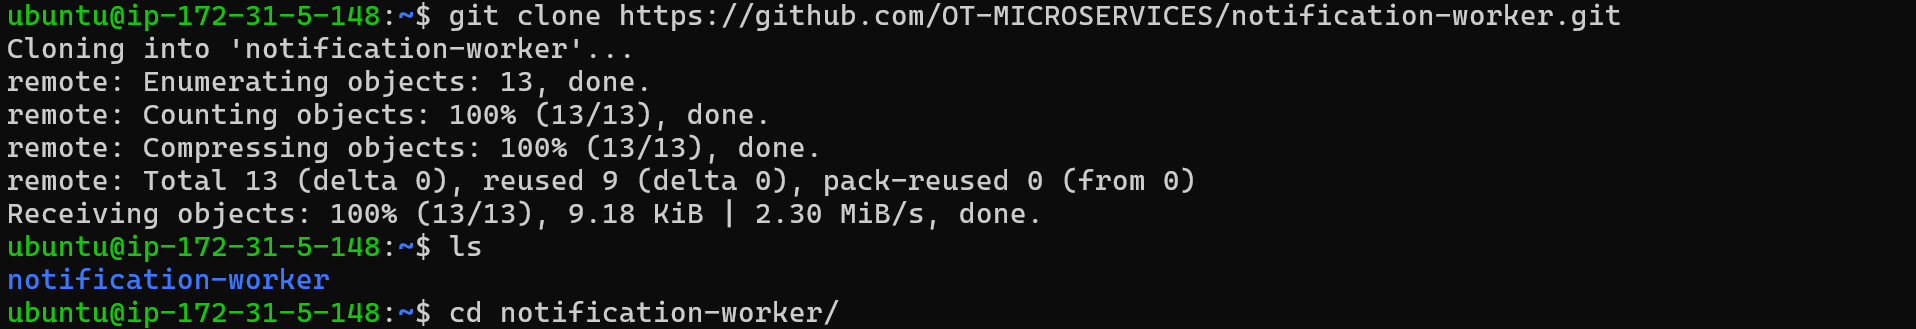 ubuntu@ip-172-31-5-148:~$ git clone https://github.com/OT-MICROSERVICES/notification-worker.git
Cloning into 'notification-worker'...
remote: Enumerating objects: 13, done.
remote: Counting objects: 100% (13/13), done.
remote: Compressing objects: 100% (13/13), done.
remote: Total 13 (delta 0), reused 9 (delta 0), pack-reused 0 (from 0)
Receiving objects: 100% (13/13), 9.18 KiB | 2.30 MiB/s, done.
ubuntu@ip-172-31-5-148:~$ ls
notification-worker
ubuntu@ip-172-31-5-148:~$ cd notification-worker/